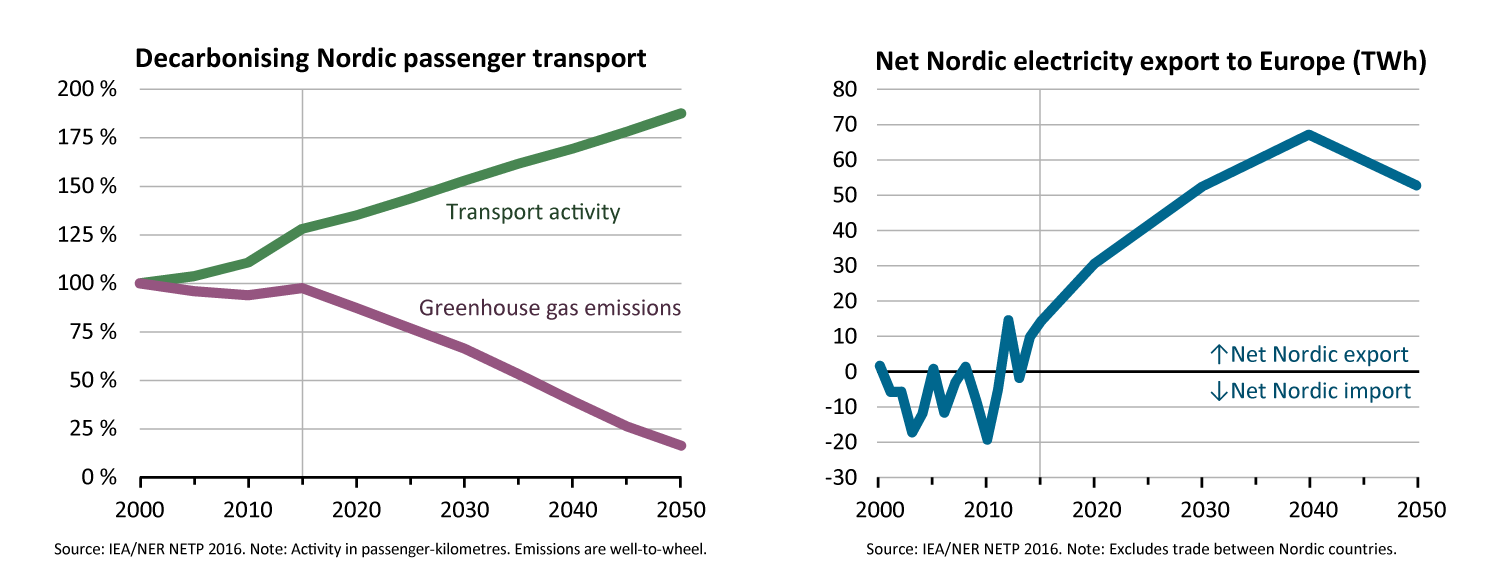 Decarbonising Nordic passenger transport
200 %
175 %
150 %
125 %
100 %
75 %
50 %
25 %
0 %
Transport activity
Greenhouse gas emissions
2000 2010 2020 2030 2040 2050
Source: IEA/NER NETP 2016. Note: Activity in passenger-kilometres. Emissions are well-to-wheel.
Net Nordic electricity export to Europe (TWh)
80
70
60
50
40
30
20
10
0
-10
-20
-30
↑Net Nordic export
↓Net Nordic import
2000 2010 2020 2030 2040 2050
Source: IEA/NER NETP 2016. Note: Excludes trade between Nordic countries.